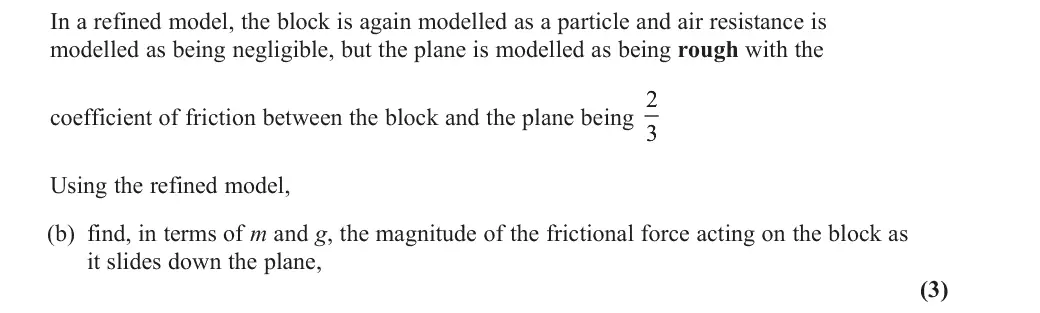 In a refined model, the block is again modelled as a particle and air resistance is
modelled as being negligible, but the plane is modelled as being rough with the
coefficient of friction between the block and the plane being 2/3
Using the refined model,
(b) find, in terms of m and g, the magnitude of the frictional force acting on the block as
it slides down the plane,
(3)